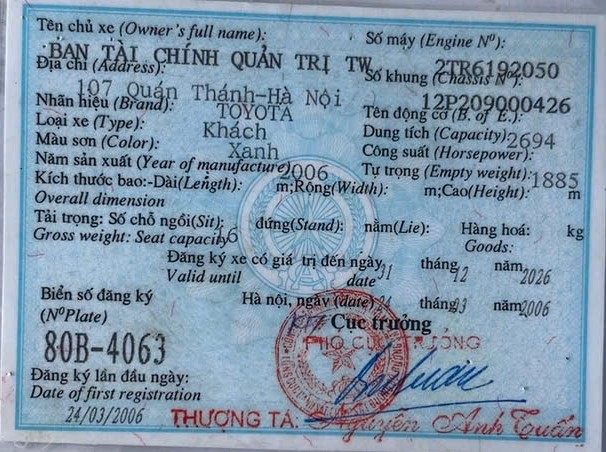 Tên chủ xe (Owner's full name):
BAN TÀI CHÍNH QUẢN TRỊ TW
Số máy (Engine Nº):
2TR6192050
Địa chỉ (Address):
107 Quán Thánh-Hà Nội
Số khung (Chassis Nº):
12P209000426
Nhãn hiệu (Brand): TOYOTA
Tên động cơ (B. of E.):
Loại xe (Type): Khách
Dung tích (Capacity): 2694
Màu sơn (Color): Xanh
Công suất (Horsepower):
Năm sản xuất (Year of manufacture) 2006
Tự trọng (Empty weight): 1885
Kích thước bao:-Dài(Length): m;Rộng(Width): m;Cao(Height): m
Overall dimension
Tải trọng: Số chỗ ngồi(Sit): đứng(Stand): nằm(Lie): Hàng hoá: kg
Gross weight: Seat capacity 6 Goods:
Đăng ký xe có giá trị đến ngày 31 tháng 12 năm 2026
Valid until date
Biển số đăng ký
(NºPlate)
80B-4063
Hà nội, ngày (date) 24 tháng 03 năm 2006
KT/ Cục trưởng
PHÓ CỤC TRƯỞNG
Đăng ký lần đầu ngày:
Date of first registration
24/03/2006
THƯỢNG TÁ: Nguyễn Anh Tuấn